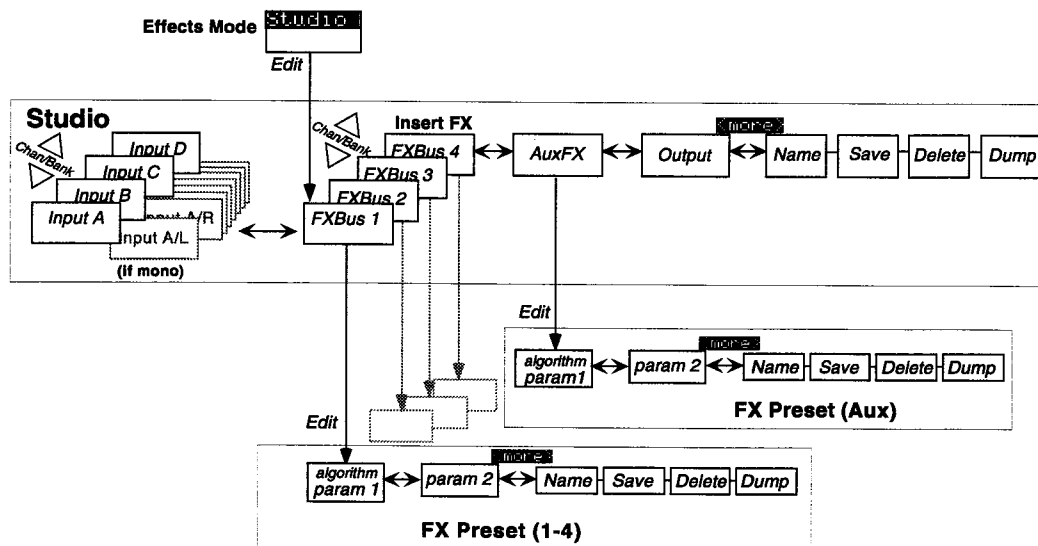 Effects Mode
Studio
Edit
Studio
Chan/Bank
Input D
Input C
Input B
Input A
Input A/R
Input A/L
(if mono)
Chan/Bank
Insert FX
FXBus 4
FXBus 3
FXBus 2
FXBus 1
AuxFX
Output
<more>
Name
Save
Delete
Dump
Edit
algorithm
param1
param 2
<more>
Name
Save
Delete
Dump
FX Preset (Aux)
Edit
algorithm
param 1
param 2
<more>
Name
Save
Delete
Dump
FX Preset (1-4)